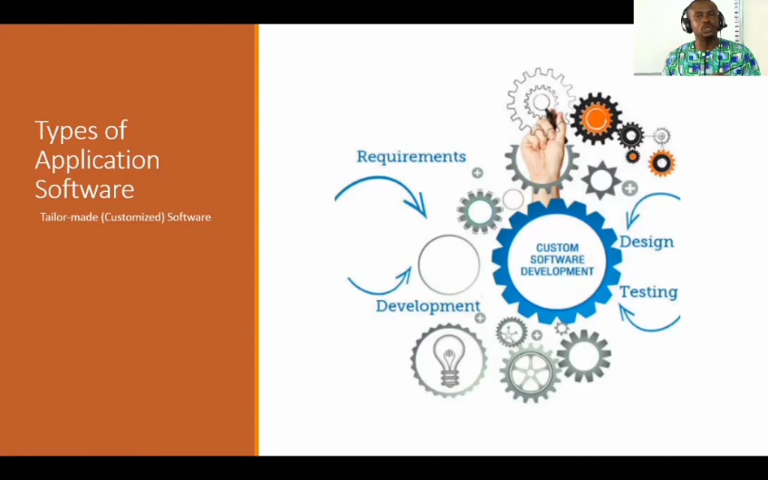 Types of
Application
Software
Tailor-made (Customized) Software
Requirements
CUSTOM
SOFTWARE
DEVELOPMENT
Design
Testing
Development